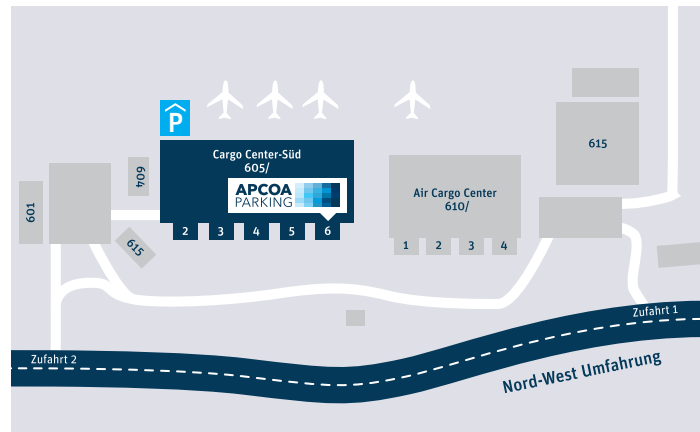 P
Cargo Center-Süd
605/
APCOA
PARKING
2 3 4 5 6
601
604
615
Air Cargo Center
610/
1 2 3 4
615
Zufahrt 1
Zufahrt 2
Nord-West Umfahrung